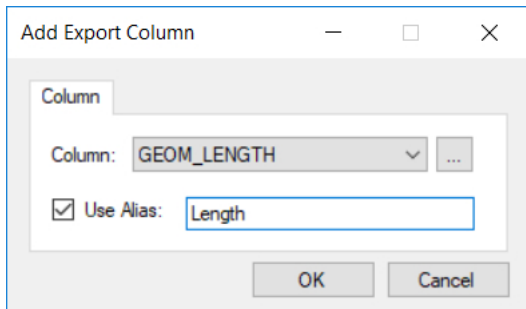 Add Export Column
Column
Column: GEOM_LENGTH ...
Use Alias: Length
OK Cancel